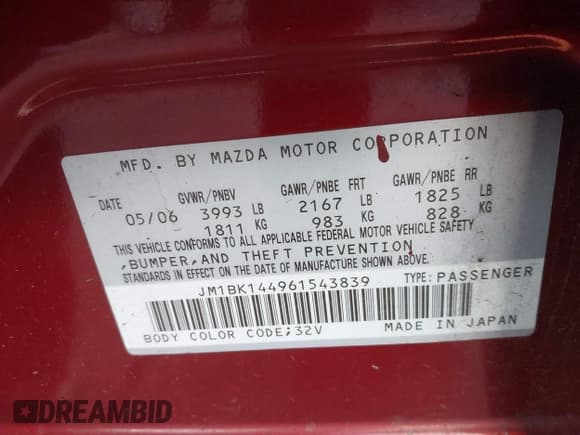 MFD. BY MAZDA MOTOR CORPORATION
DATE GVWR/PNBV GAWR/PNBE FRT GAWR/PNBE RR
05/06 3993 LB 2167 LB 1825 LB
1811 KG 983 KG 828 KG
THIS VEHICLE CONFORMS TO ALL APPLICABLE FEDERAL MOTOR VEHICLE SAFETY
,BUMPER,AND THEFT PREVENTION
STANDARDS IN EFFECT ON THE DATE OF MANUFACTURE SHOWN ABOVE.
JM1BK144961543839 TYPE:PASSENGER
BODY COLOR CODE;32V MADE IN JAPAN
DREAMBID